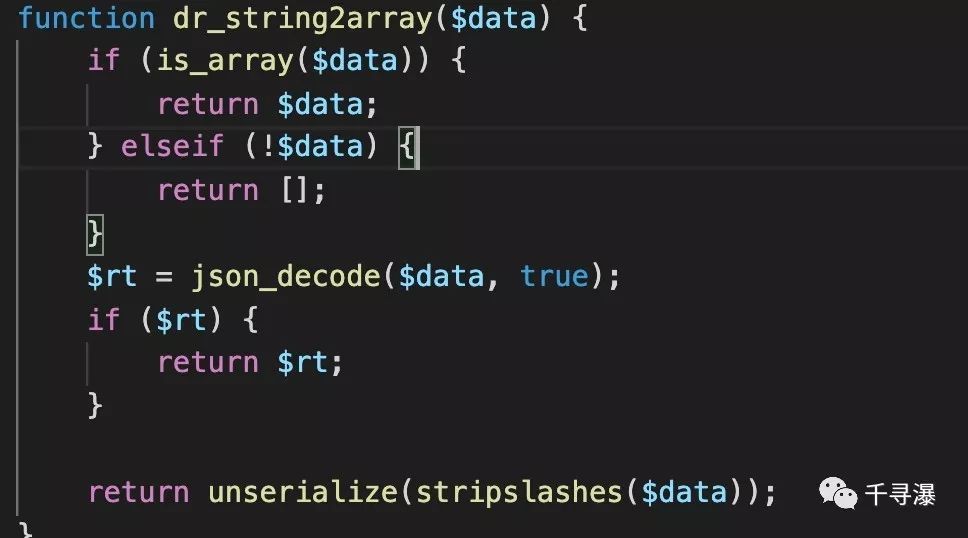 function dr_string2array($data) {
    if (is_array($data)) {
        return $data;
    } elseif (!$data) {
        return [];
    }
    $rt = json_decode($data, true);
    if ($rt) {
        return $rt;
    }
    return unserialize(stripslashes($data));
千寻瀑
}